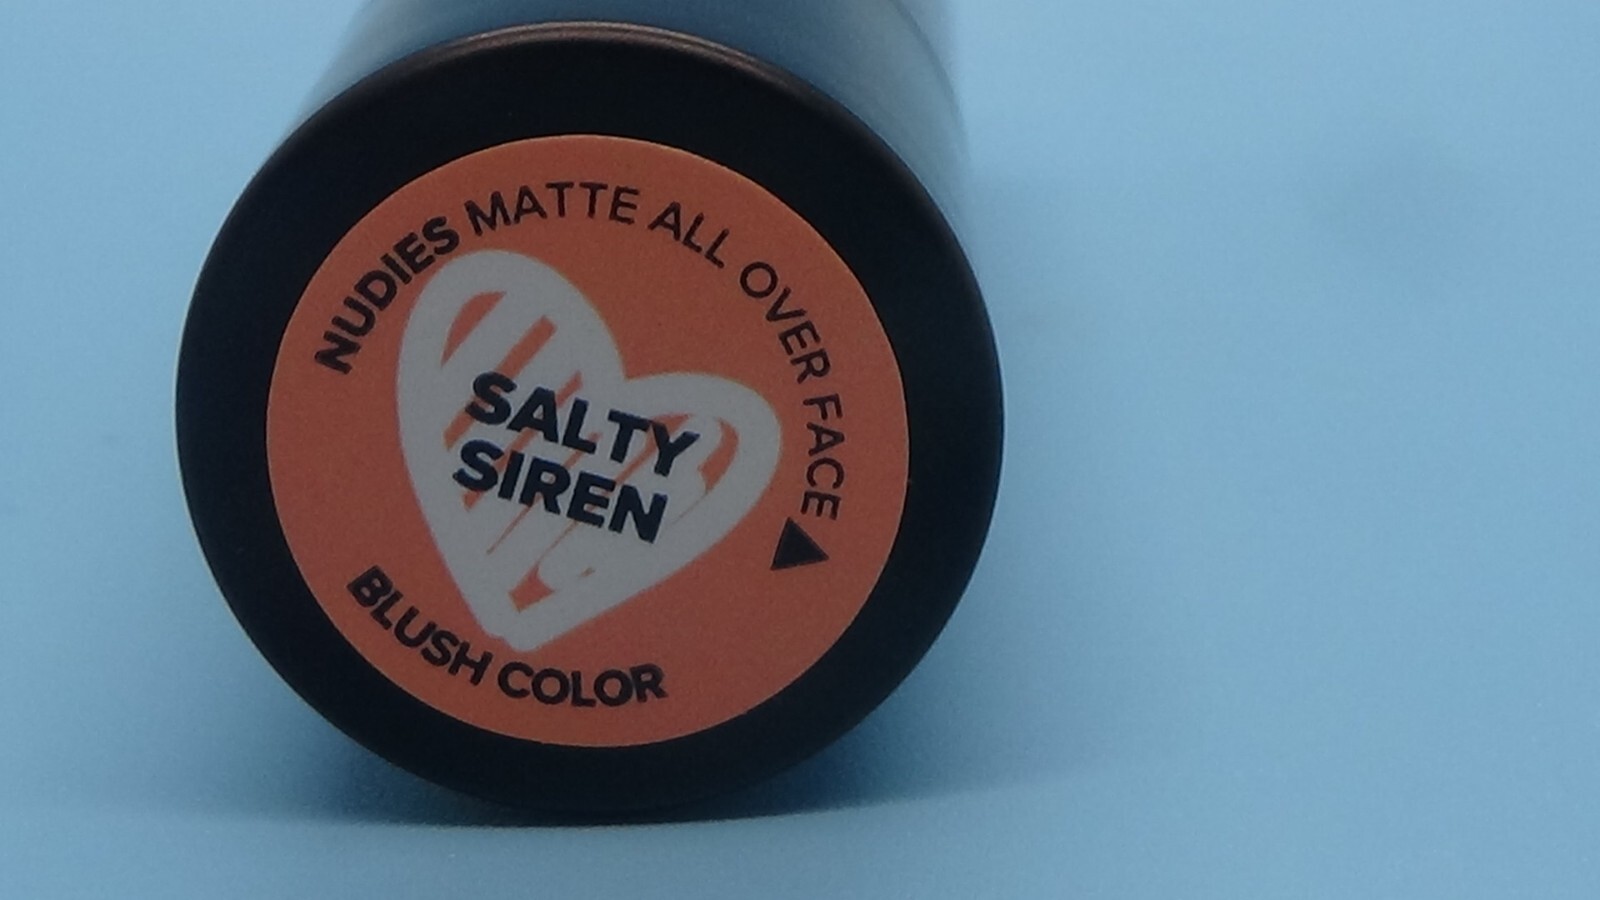 NUDIES MATTE ALL OVER FACE
SALTY
SIREN
BLUSH COLOR